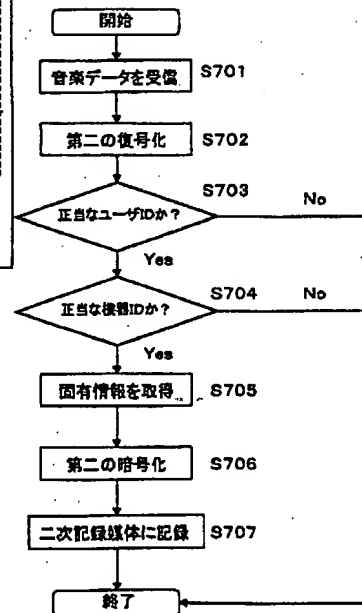 開始
音楽データを受信 S701
第二の復号化 S702
正当なユーザIDか? S703 No
Yes
正当な機器IDか? S704 No
Yes
固有情報を取得 S705
第二の暗号化 S706
二次記録媒体に記録 S707
終了